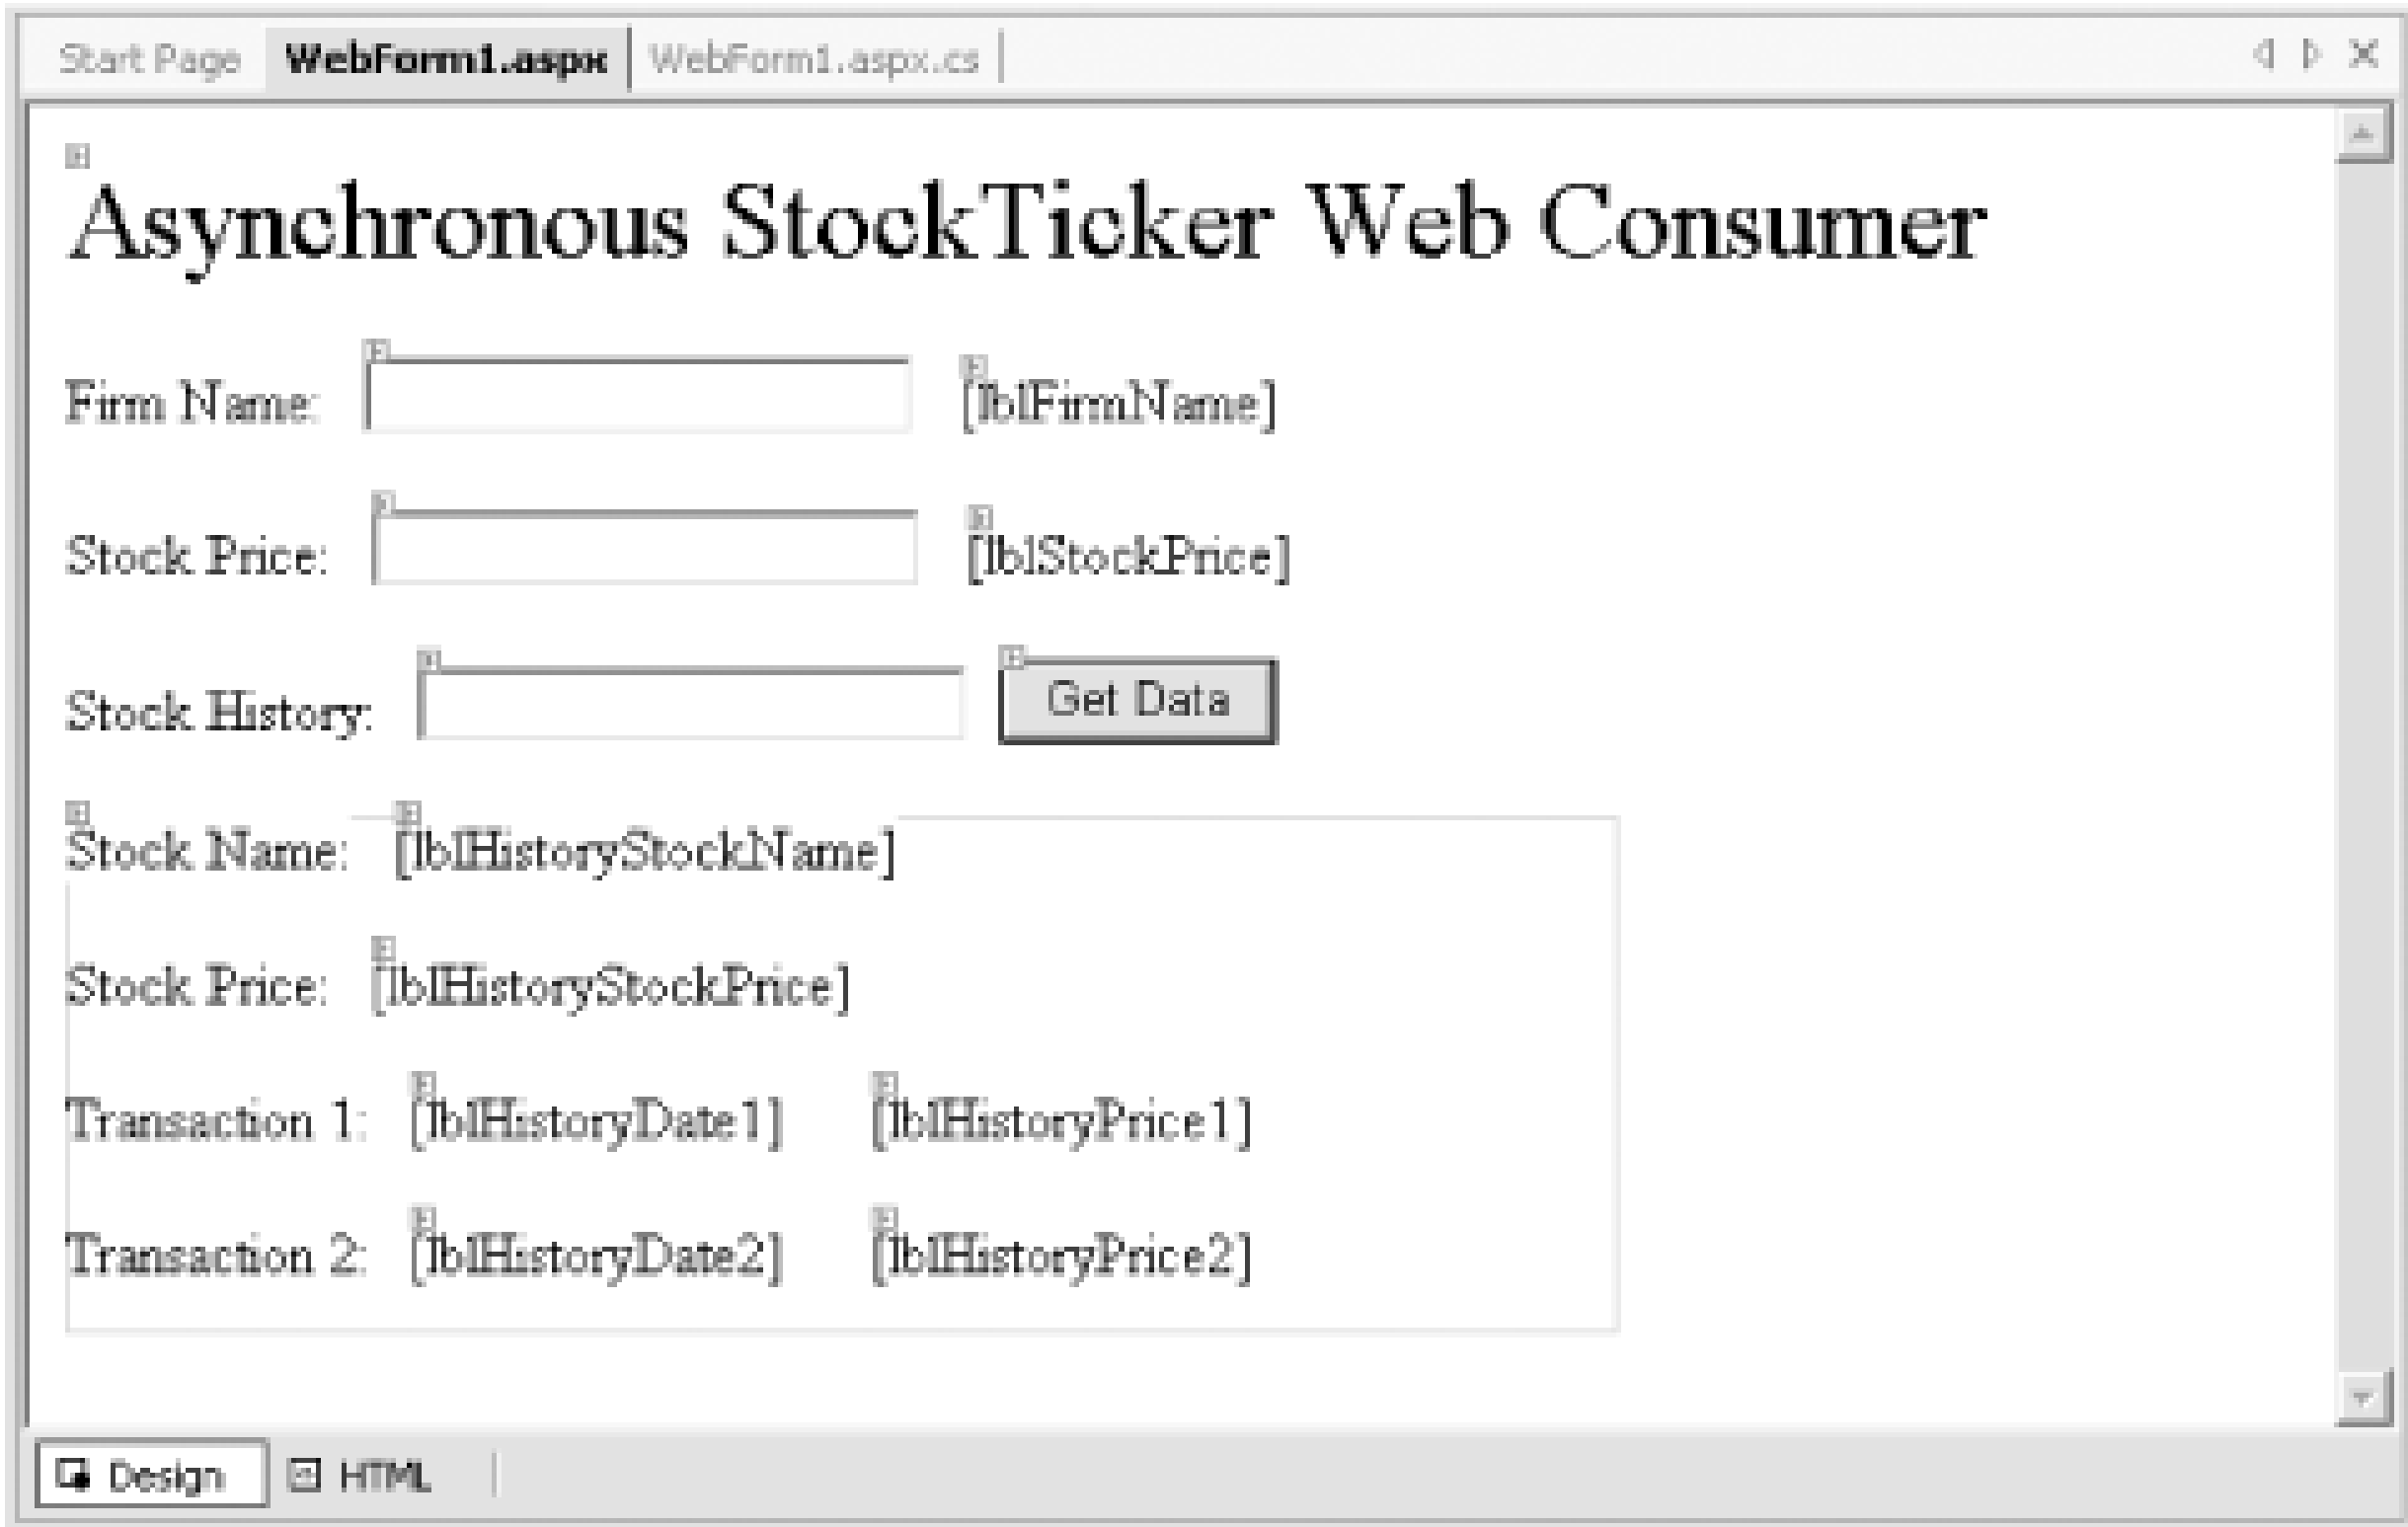 Start Page WebForm1.aspx WebForm1.aspx.cs
Asynchronous StockTicker Web Consumer
Firm Name: [lblFirmName]
Stock Price: [lblStockPrice]
Stock History: Get Data
Stock Name: [lblHistoryStockName]
Stock Price: [lblHistoryStockPrice]
Transaction 1: [lblHistoryDate1] [lblHistoryPrice1]
Transaction 2: [lblHistoryDate2] [lblHistoryPrice2]
Design HTML